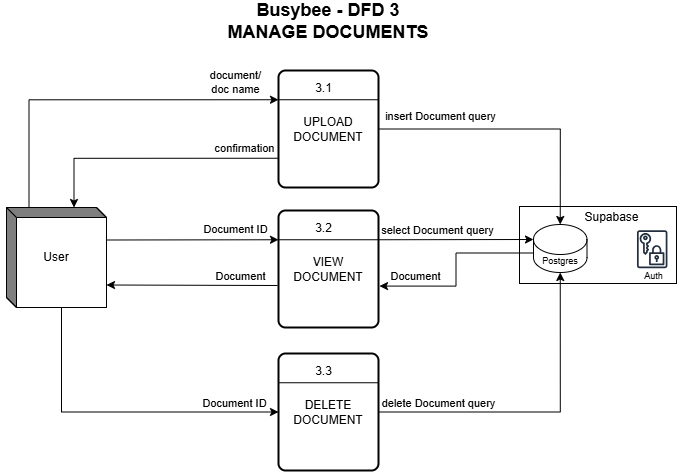 Busybee - DFD 3
MANAGE DOCUMENTS
document/
doc name
3.1
UPLOAD
DOCUMENT
insert Document query
confirmation
Supabase
Postgres
Auth
User
Document ID
3.2
VIEW
DOCUMENT
select Document query
Document
Document
3.3
DELETE
DOCUMENT
Document ID
delete Document query